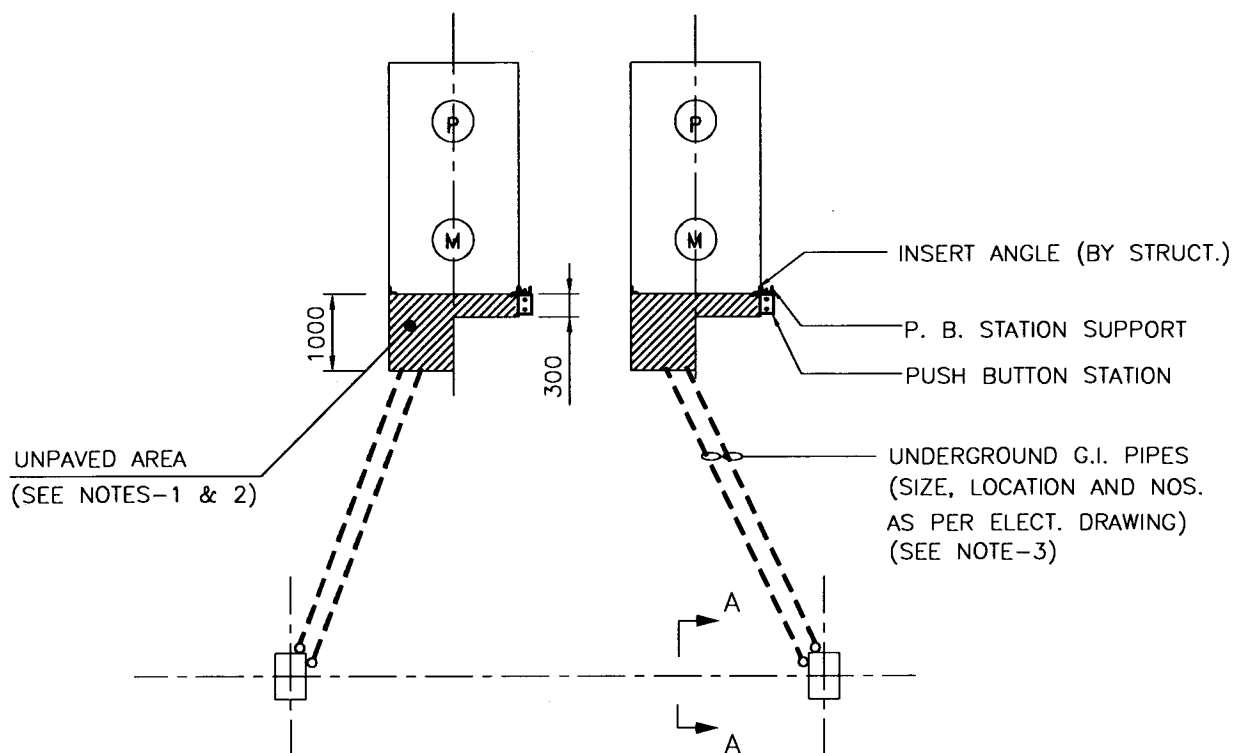 P
P
M
M
INSERT ANGLE (BY STRUCT.)
P. B. STATION SUPPORT
PUSH BUTTON STATION
1000
300
UNPAVED AREA
(SEE NOTES-1 & 2)
UNDERGROUND G.I. PIPES
(SIZE, LOCATION AND NOS.
AS PER ELECT. DRAWING)
(SEE NOTE-3)
A
A